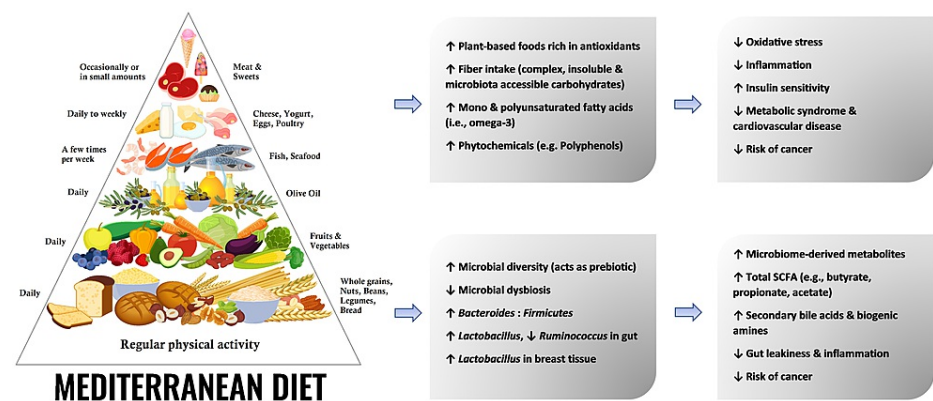 Occasionally or
in small amounts
Meat &
Sweets
Daily to weekly
Cheese, Yogurt,
Eggs, Poultry
A few times
per week
Fish, Seafood
Daily
Olive Oil
Daily
Fruits &
Vegetables
Daily
Whole grains,
Nuts, Beans,
Legumes,
Bread
Regular physical activity
MEDITERRANEAN DIET
↑ Plant-based foods rich in antioxidants
↑ Fiber intake (complex, insoluble &
microbiota accessible carbohydrates)
↑ Mono & polyunsaturated fatty acids
(i.e., omega-3)
↑ Phytochemicals (e.g. Polyphenols)
↓ Oxidative stress
↓ Inflammation
↑ Insulin sensitivity
↓ Metabolic syndrome &
cardiovascular disease
↓ Risk of cancer
↑ Microbial diversity (acts as prebiotic)
↓ Microbial dysbiosis
↑ Bacteroides : Firmicutes
↑ Lactobacillus, ↓ Ruminococcus in gut
↑ Lactobacillus in breast tissue
↑ Microbiome-derived metabolites
↑ Total SCFA (e.g., butyrate,
propionate, acetate)
↑ Secondary bile acids & biogenic
amines
↓ Gut leakiness & inflammation
↓ Risk of cancer